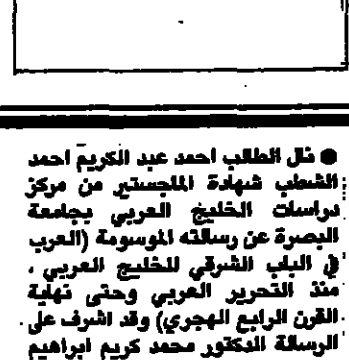 ● نال الطالب احمد عبد الكريم احمد
الشطب شهادة الماجستير من مركز
دراسات الخليج العربي بجامعة
البصرة عن رسالته الموسومة (العرب
في الباب الشرقي للخليج العربي ،
منذ التحرير العربي وحتى نهاية
القرن الرابع الهجري) وقد اشرف على
الرسالة الدكتور محمد كريم ابراهيم